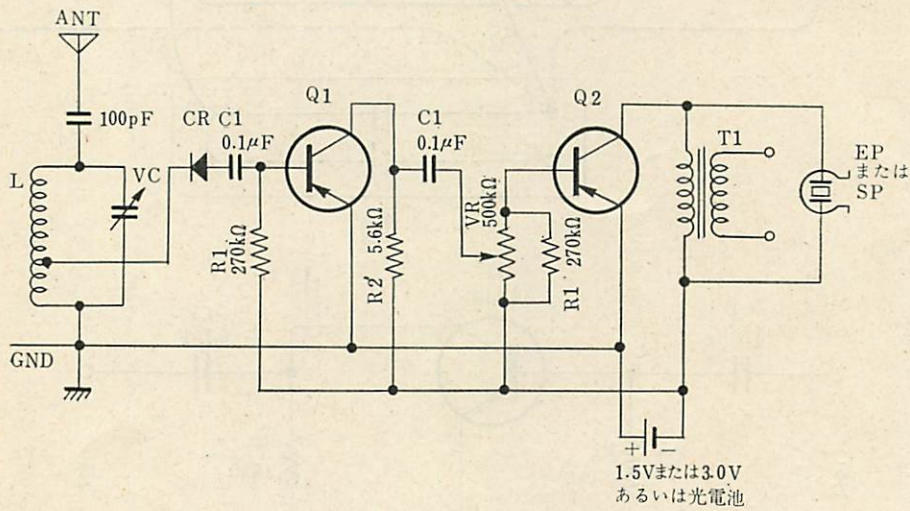 ANT
100pF
L
VC
CR
C1
0.1μF
Q1
R1
270kΩ
R2
5.6kΩ
C1
0.1μF
VR
500kΩ
R1
270kΩ
Q2
T1
EP
または
SP
GND
+ −
1.5Vまたは3.0V
あるいは光電池